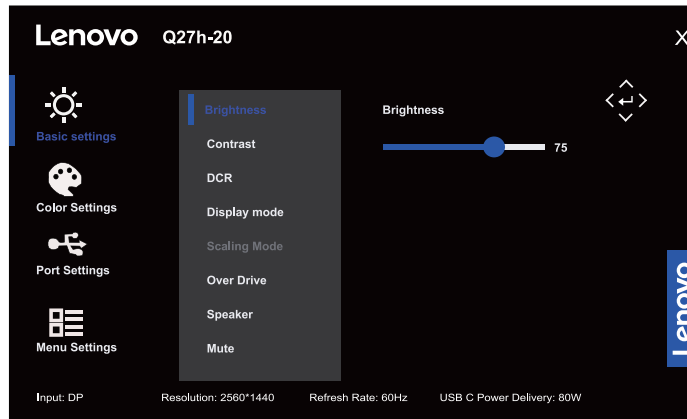 Lenovo Q27h-20 X
Basic settings
Color Settings
Port Settings
Menu Settings
Brightness
Contrast
DCR
Display mode
Scaling Mode
Over Drive
Speaker
Mute
Brightness
75
Lenovo
Input: DP Resolution: 2560*1440 Refresh Rate: 60Hz USB C Power Delivery: 80W